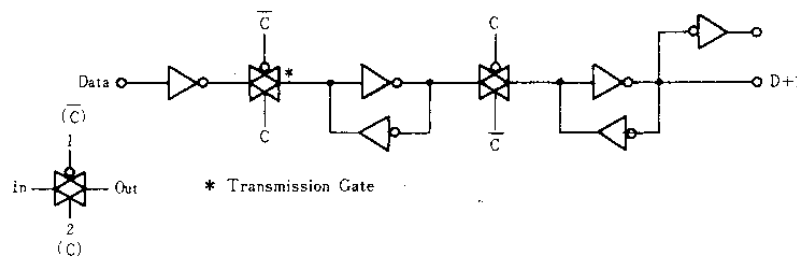 C̅ C
Data * D+1
C C̅
(C̅)
1
In Out * Transmission Gate
2
(C)